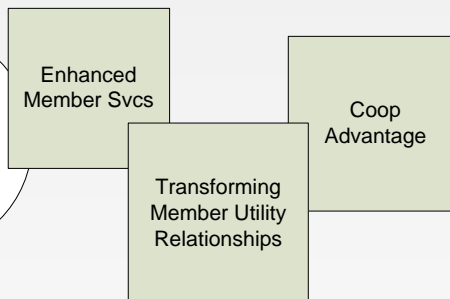 Enhanced
Member Svcs
Coop
Advantage
Transforming
Member Utility
Relationships